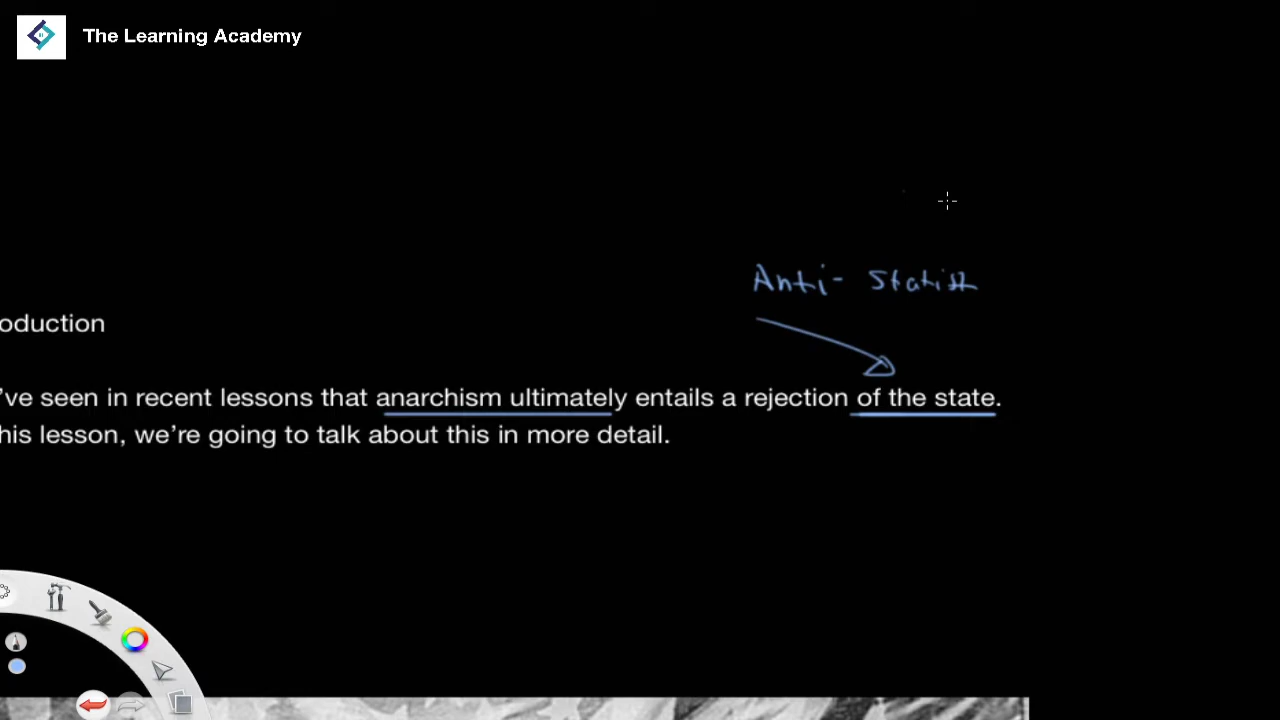 The Learning Academy
Anti- Statist
oduction
've seen in recent lessons that anarchism ultimately entails a rejection of the state.
his lesson, we're going to talk about this in more detail.